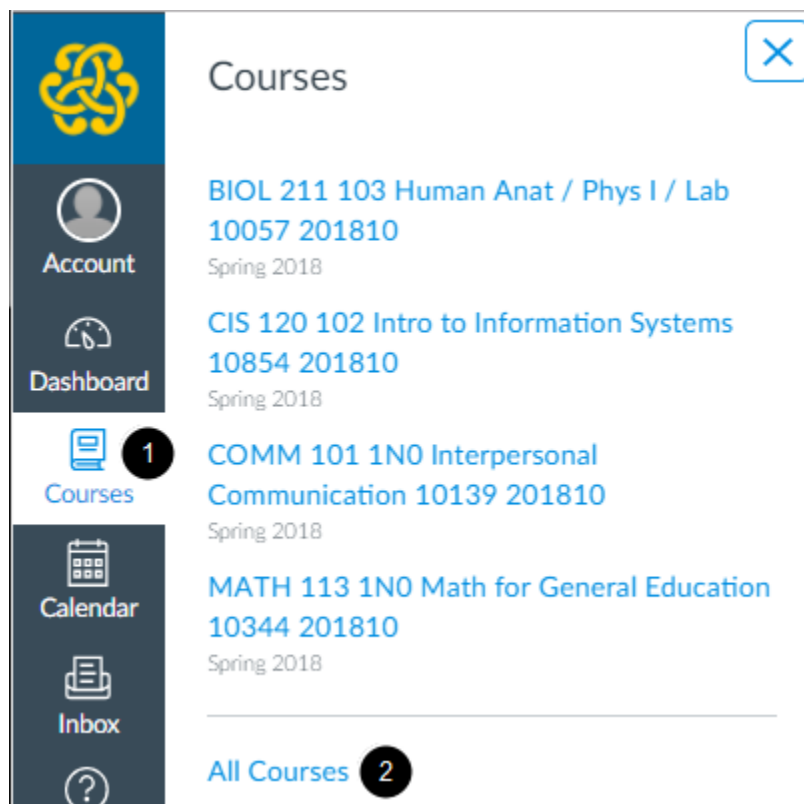 Courses
BIOL 211 103 Human Anat / Phys I / Lab
10057 201810
Spring 2018
CIS 120 102 Intro to Information Systems
10854 201810
Spring 2018
COMM 101 1N0 Interpersonal
Communication 10139 201810
Spring 2018
MATH 113 1N0 Math for General Education
10344 201810
Spring 2018
All Courses 2
Account
Dashboard
1
Courses
Calendar
Inbox
?